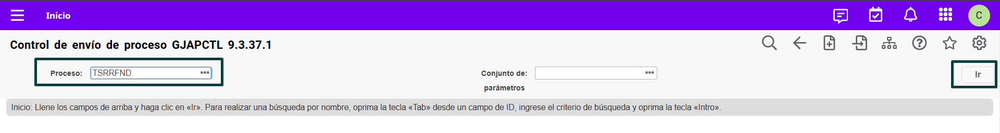 Inicio
C
Control de envío de proceso GJAPCTL 9.3.37.1
Proceso: TSRRFND
Conjunto de:
parámetros
Ir
Inicio: Llene los campos de arriba y haga clic en «Ir». Para realizar una búsqueda por nombre, oprima la tecla «Tab» desde un campo de ID, ingrese el criterio de búsqueda y oprima la tecla «Intro».